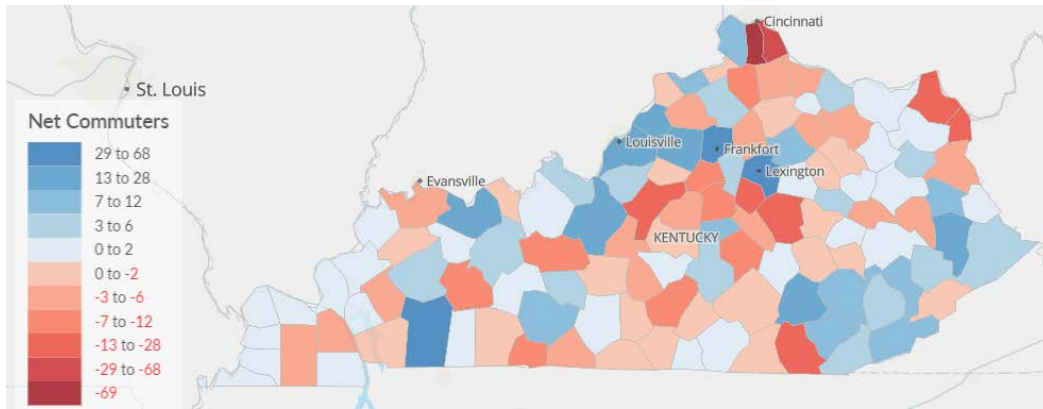 Cincinnati
St. Louis
Net Commuters
29 to 68
13 to 28
7 to 12
3 to 6
0 to 2
0 to -2
-3 to -6
-7 to -12
-13 to -28
-29 to -68
-69
Louisville
Frankfort
Lexington
Evansville
KENTUCKY